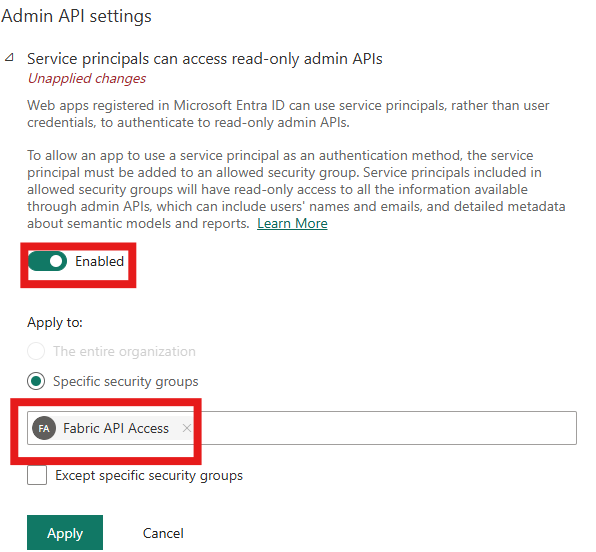 Admin API settings
Service principals can access read-only admin APIs
Unapplied changes
Web apps registered in Microsoft Entra ID can use service principals, rather than user
credentials, to authenticate to read-only admin APIs.
To allow an app to use a service principal as an authentication method, the service
principal must be added to an allowed security group. Service principals included in
allowed security groups will have read-only access to all the information available
through admin APIs, which can include users' names and emails, and detailed metadata
about semantic models and reports. Learn More
Enabled
Apply to:
The entire organization
Specific security groups
FA Fabric API Access
Except specific security groups
Apply Cancel